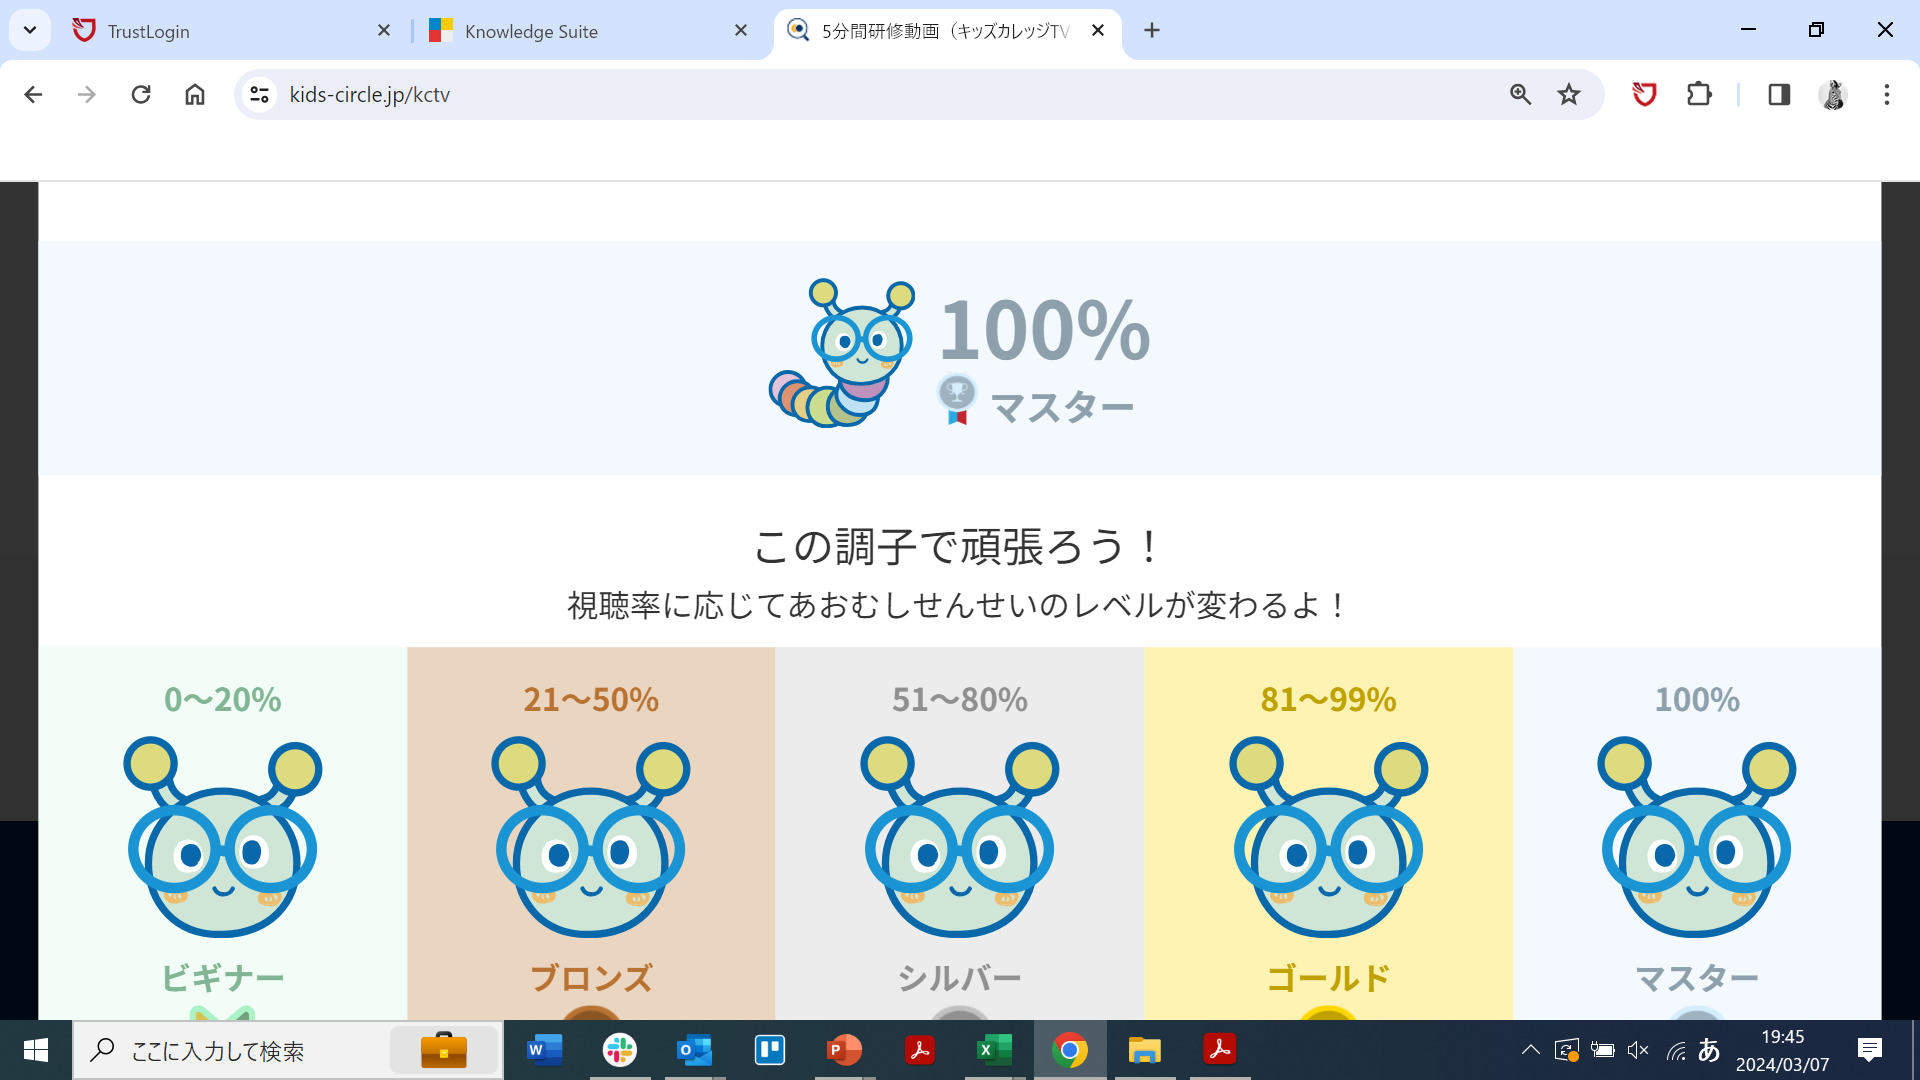 TrustLogin
Knowledge Suite
5分間研修動画（キッズカレッジTV
kids-circle.jp/kctv
100%
マスター
この調子で頑張ろう！
視聴率に応じてあおむしせんせいのレベルが変わるよ！
0〜20%
21〜50%
51〜80%
81〜99%
100%
ビギナー
ブロンズ
シルバー
ゴールド
マスター
ここに入力して検索
あ
19:45
2024/03/07